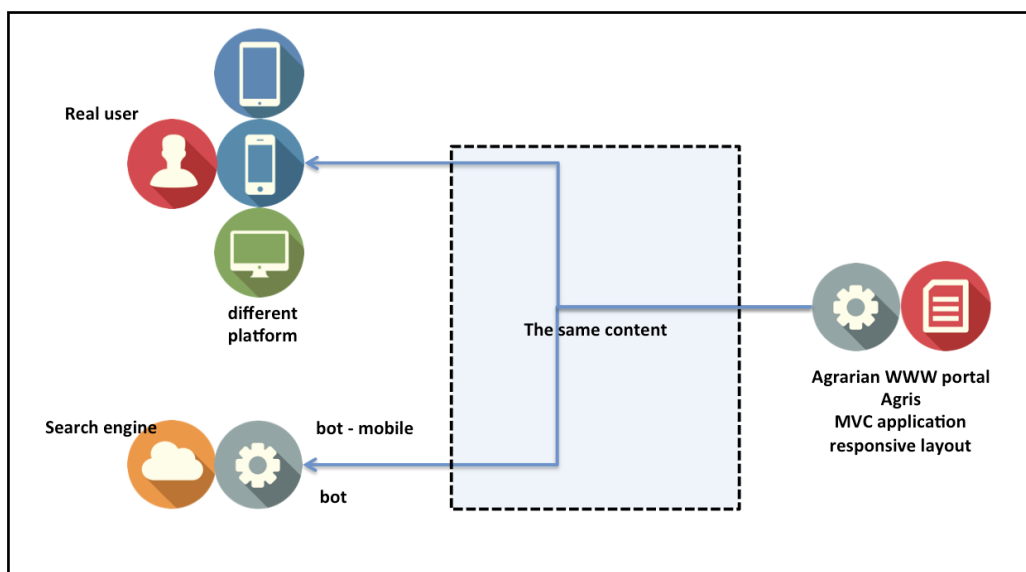 Real user
different
platform
The same content
Agrarian WWW portal
Agris
MVC application
responsive layout
Search engine
bot - mobile
bot